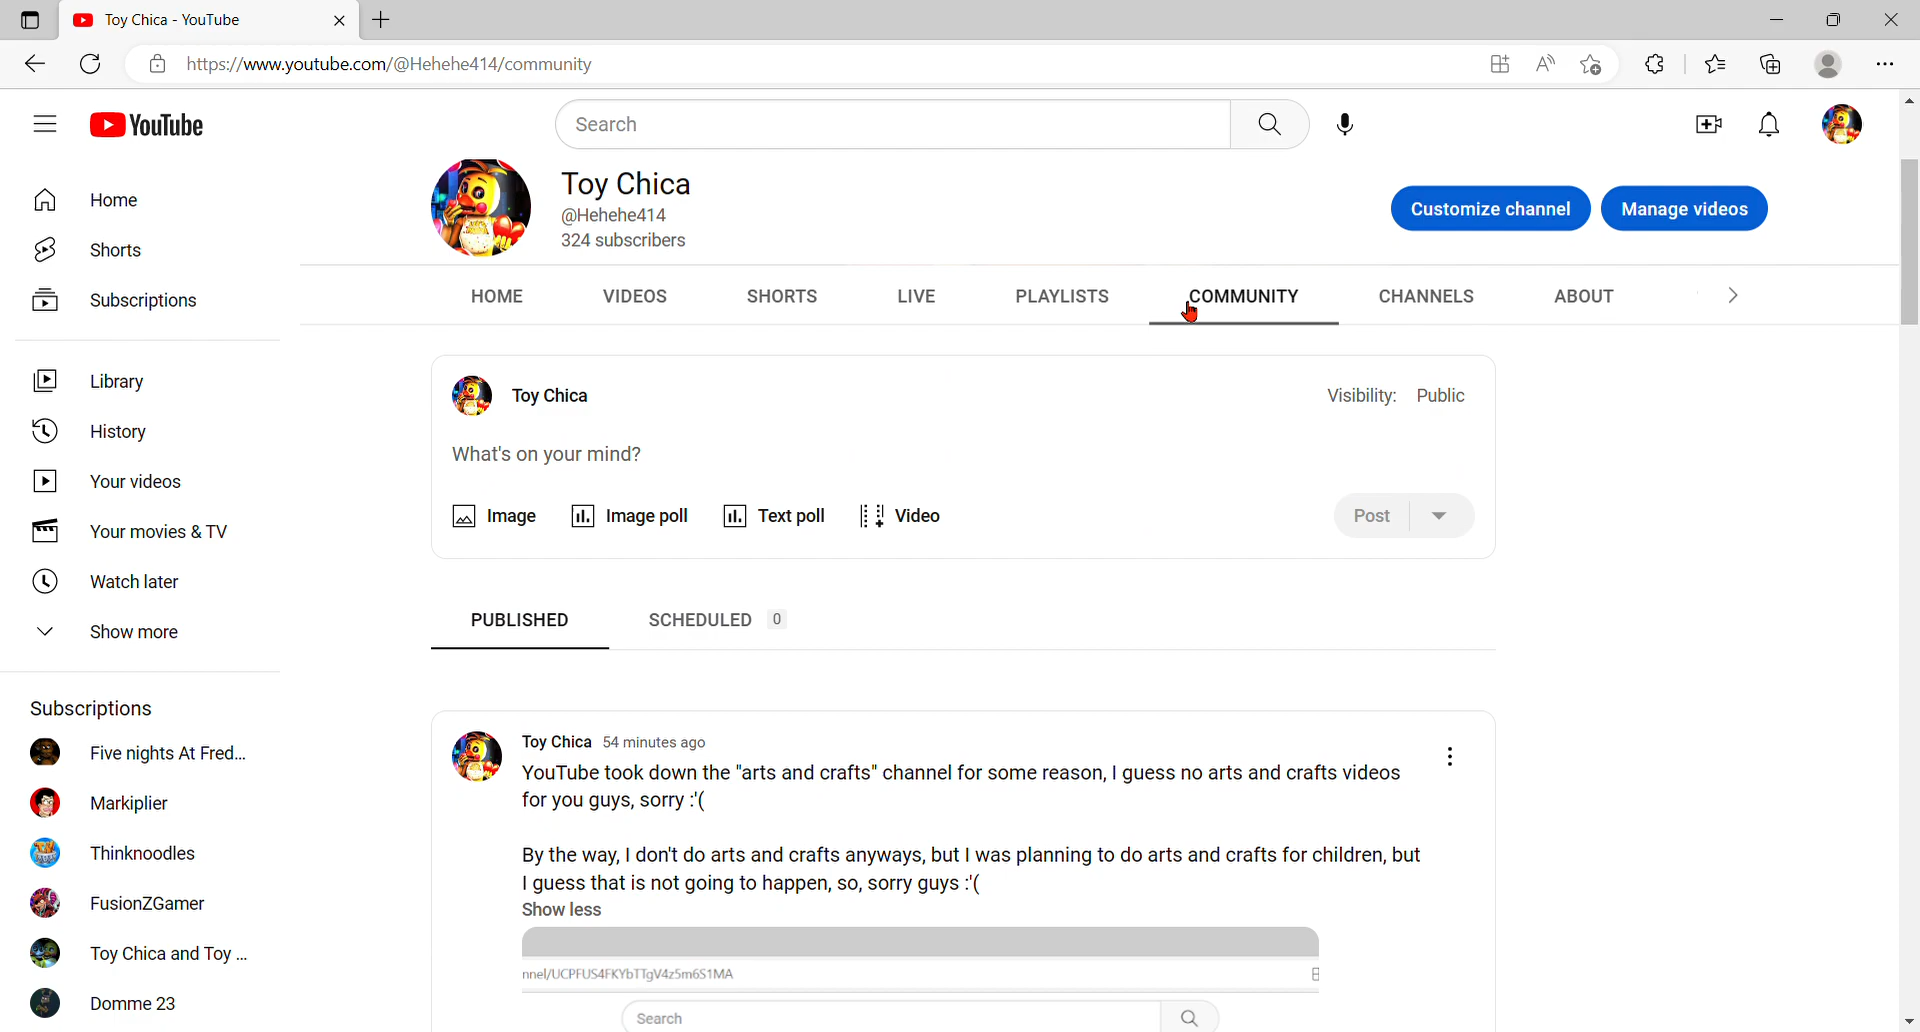 Toy Chica - YouTube
https://www.youtube.com/@Hehehe414/community
YouTube
Search
Toy Chica
@Hehehe414
324 subscribers
Customize channel
Manage videos
HOME VIDEOS SHORTS LIVE PLAYLISTS COMMUNITY CHANNELS ABOUT
Home
Shorts
Subscriptions
Library
History
Your videos
Your movies & TV
Watch later
Show more
Subscriptions
Five nights At Fred...
Markiplier
Thinknoodles
FusionZGamer
Toy Chica and Toy ...
Domme 23
Toy Chica
Visibility: Public
What's on your mind?
Image Image poll Text poll Video
Post
PUBLISHED SCHEDULED 0
Toy Chica 54 minutes ago
YouTube took down the "arts and crafts" channel for some reason, I guess no arts and crafts videos
for you guys, sorry :'(
By the way, I don't do arts and crafts anyways, but I was planning to do arts and crafts for children, but
I guess that is not going to happen, so, sorry guys :'(
Show less
nnel/UCPFUS4FKYbTTgV4z5m6S1MA
Search